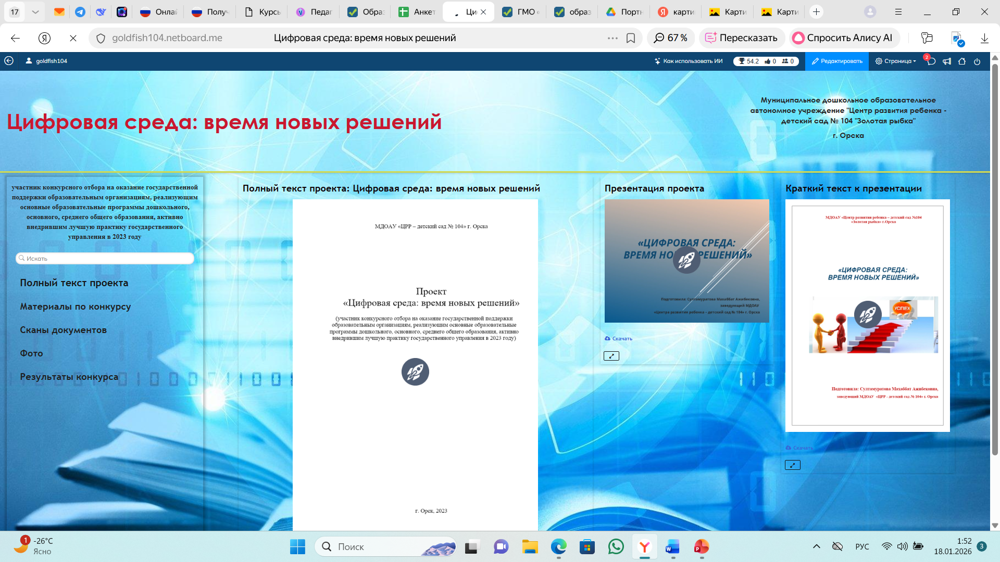 17
Онлай
Получ
Курсь
Педаг
Образ
Анкет
Ци
ГМО
образ
Портн
карти
Карти
Карти
goldfish104.netboard.me
Цифровая среда: время новых решений
67 %
Пересказать
Спросить Алису AI
goldfish104
Как использовать ИИ
54.2
0
0
Редактировать
Страница
2
Цифровая среда: время новых решений
Муниципальное дошкольное образовательное
автономное учреждение "Центр развития ребенка -
детский сад № 104 "Золотая рыбка"
г. Орска
участник конкурсного отбора на оказание государственной
поддержки образовательным организациям, реализующим
основные образовательные программы дошкольного,
основного, среднего общего образования, активно
внедрившим лучшую практику государственного
управления в 2023 году
Искать
Полный текст проекта
Материалы по конкурсу
Сканы документов
Фото
Результаты конкурса
Полный текст проекта: Цифровая среда: время новых решений
МДОАУ «ЦРР – детский сад № 104» г. Орска
Проект
«Цифровая среда: время новых решений»
(участник конкурсного отбора на оказание государственной поддержки
образовательным организациям, реализующим основные образовательные
программы дошкольного, основного, среднего общего образования, активно
внедрившим лучшую практику государственного управления в 2023 году)
г. Орск, 2023
Презентация проекта
«ЦИФРОВАЯ СРЕДА:
ВРЕМЯ НО РЕШЕНИЙ»
Подготовила: Султамуратова Махаббат Ажибековна,
заведующий МДОАУ
«Центра развития ребенка – детский сад № 104» г. Орска
Скачать
Краткий текст к презентации
МДОАУ «Центр развития ребенка – детский сад №104
«Золотая рыбка» г.Орска
«ЦИФРОВАЯ СРЕДА:
ВРЕМЯ НОВЫХ РЕШЕНИЙ»
УСПЕХ
Подготовила: Султамуратова Махаббат Ажибековна,
заведующий МДОАУ «ЦРР - детский сад № 104» г. Орска
Скачать
1
-26°C
Ясно
Поиск
РУС
1:52
18.01.2026
3